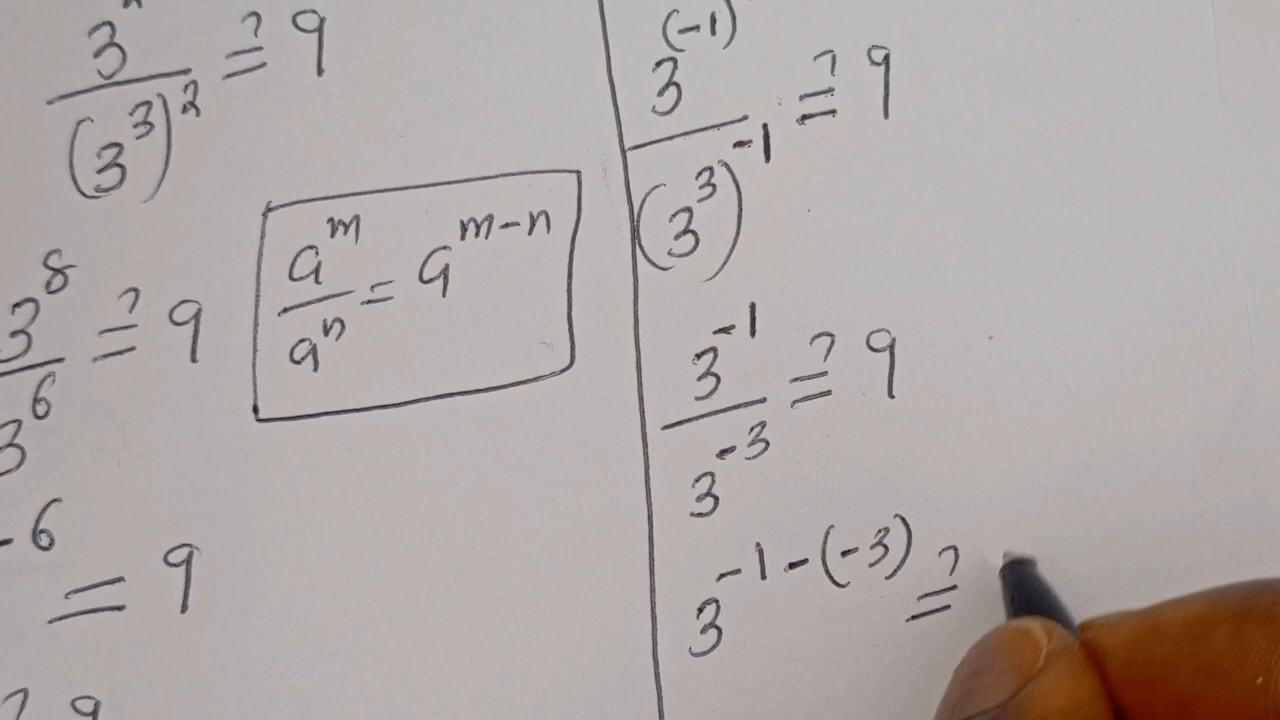 3
/(3^3)^2 ≟ 9
3^8/3^6 ≟ 9
-6 = 9
? 9
a^m/a^n = a^(m-n)
3^(-1)/(3^3)^-1 ≟ 9
3^-1/3^-3 ≟ 9
3^(-1-(-3)) ≟